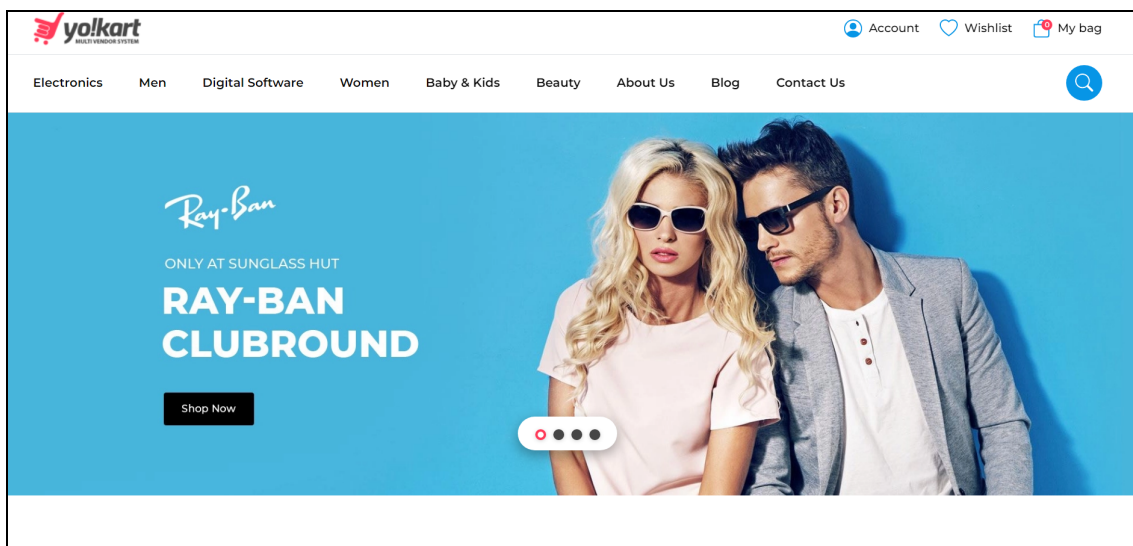 yo!kart
MULTI VENDOR SYSTEM
Account Wishlist 0 My bag
Electronics Men Digital Software Women Baby & Kids Beauty About Us Blog Contact Us
Ray-Ban
ONLY AT SUNGLASS HUT
RAY-BAN
CLUBROUND
Shop Now